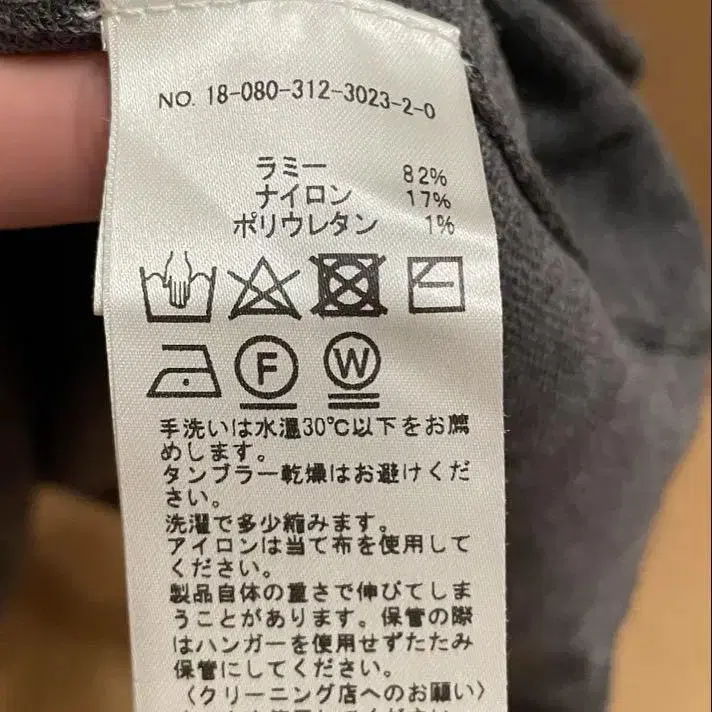 NO. 18-080-312-3023-2-0
ラミー 82%
ナイロン 17%
ポリウレタン 1%
F W
手洗いは水温30℃以下をお薦
めします。
タンブラー乾燥はお避けくだ
さい。
洗濯で多少縮みます。
アイロンは当て布を使用して
ください。
製品自体の重さで伸びてしま
うことがあります。保管の際
はハンガーを使用せずたたみ
保管にしてください。
〈クリーニング店へのお願い〉